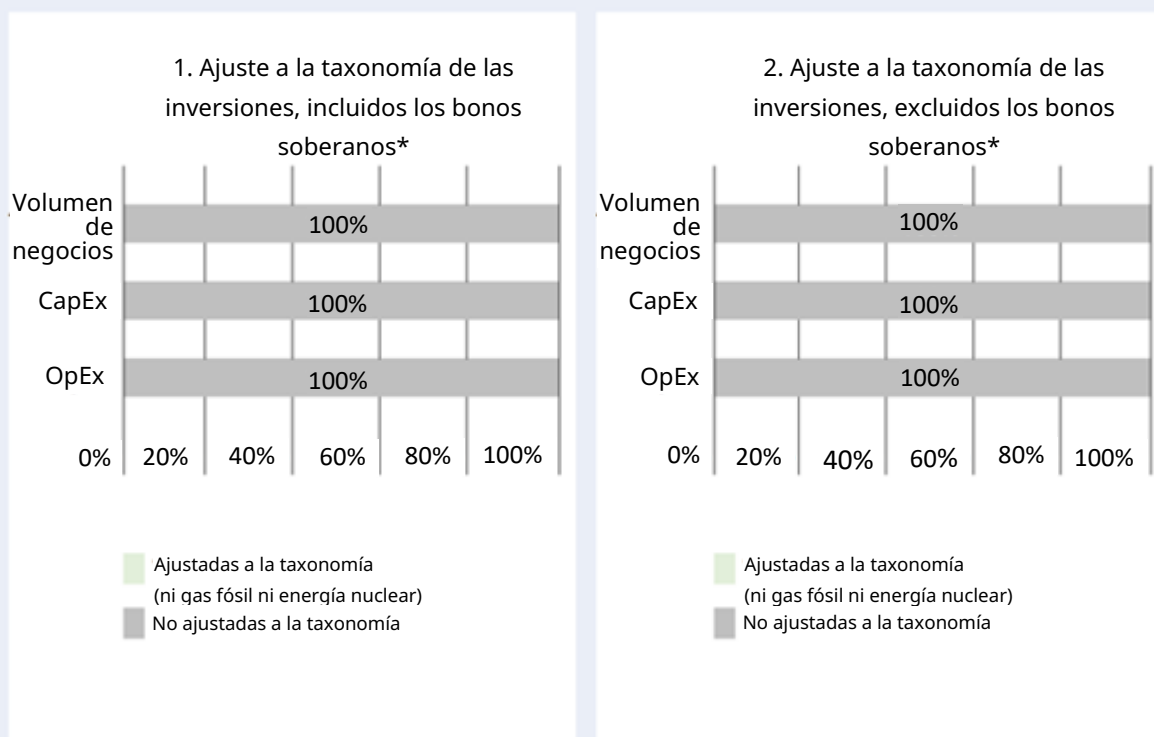 1. Ajuste a la taxonomía de las
inversiones, incluidos los bonos
soberanos*
Volumen
de
negocios
100%
CapEx
100%
OpEx
100%
0%
20%
40%
60%
80%
100%
Ajustadas a la taxonomía
(ni gas fósil ni energía nuclear)
No ajustadas a la taxonomía
2. Ajuste a la taxonomía de las
inversiones, excluidos los bonos
soberanos*
Volumen
de
negocios
100%
CapEx
100%
OpEx
100%
0%
20%
40%
60%
80%
100%
Ajustadas a la taxonomía
(ni gas fósil ni energía nuclear)
No ajustadas a la taxonomía